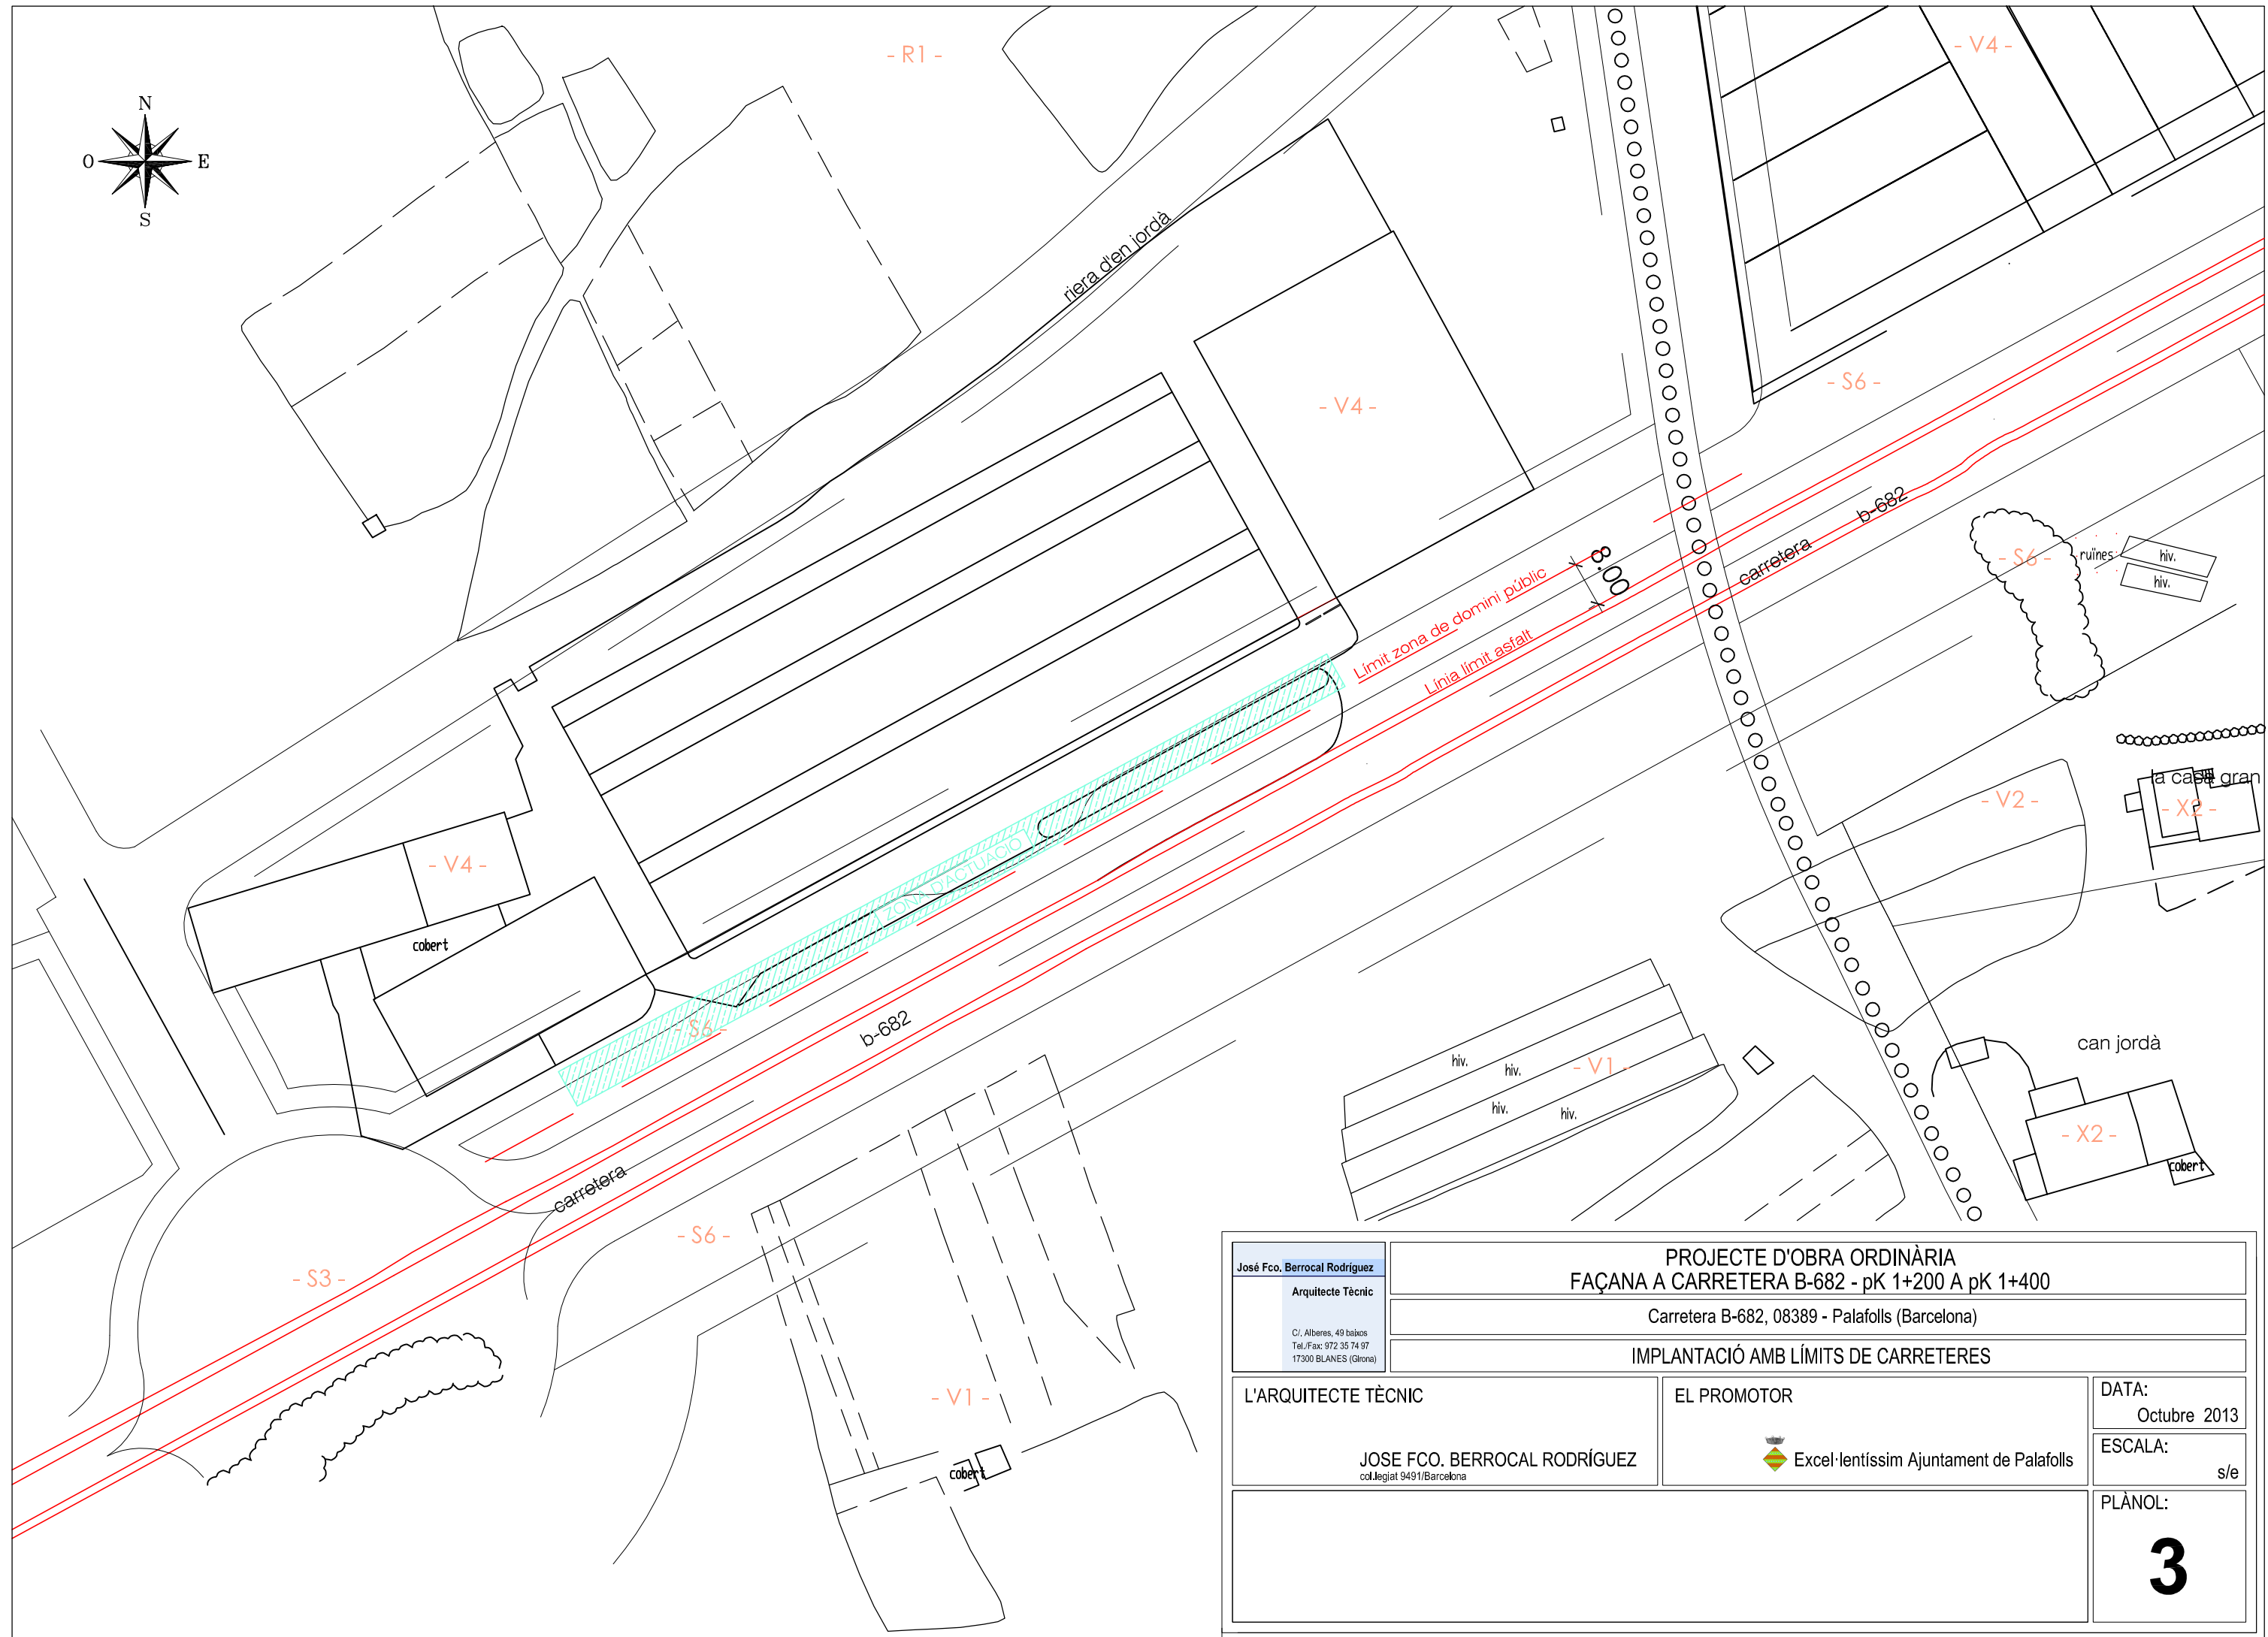 - R1 -
- V4 -
N
O
E
S
riera d'en jordà
- V4 -
- S6 -
b-682
carretera
8.00
Límit zona de domini públic
Línia límit asfalt
- S6 -
ruïnes
hiv.
hiv.
la casa gran
- X2 -
- V2 -
- V4 -
cobert
ZONA D'ACTUACIÓ
- S6 -
b-682
carretera
hiv.
hiv.
- V1 -
hiv.
hiv.
can jordà
- X2 -
cobert
- S6 -
- S3 -
- V1 -
cobert
José Fco. Berrocal Rodríguez
Arquitecte Tècnic
C/. Alberes, 49 baixos
Tel./Fax: 972 35 74 97
17300 BLANES (Girona)
PROJECTE D'OBRA ORDINÀRIA
FAÇANA A CARRETERA B-682 - pK 1+200 A pK 1+400
Carretera B-682, 08389 - Palafolls (Barcelona)
IMPLANTACIÓ AMB LÍMITS DE CARRETERES
L'ARQUITECTE TÈCNIC
JOSE FCO. BERROCAL RODRÍGUEZ
col.legiat 9491/Barcelona
EL PROMOTOR
Excel·lentíssim Ajuntament de Palafolls
DATA:
Octubre 2013
ESCALA:
s/e
PLÀNOL:
3